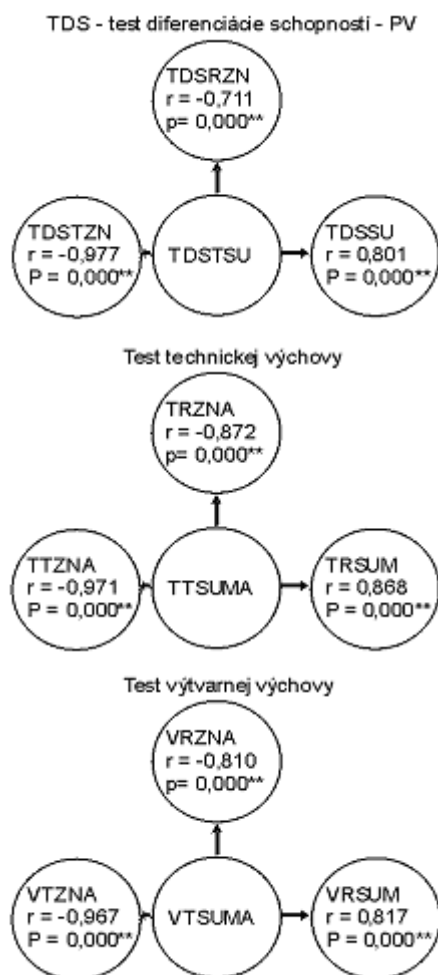 TDS - test diferenciácie schopností - PV
TDSRZN
r = -0,711
p= 0,000**
TDSTZN
r = -0,977
P = 0,000**
TDSTSU
TDSSU
r = 0,801
P = 0,000**
Test technickej výchovy
TRZNA
r = -0,872
p= 0,000**
TTZNA
r = -0,971
P = 0,000**
TTSUMA
TRSUM
r = 0,868
P = 0,000**
Test výtvarnej výchovy
VRZNA
r = -0,810
p= 0,000**
VTZNA
r = -0,967
P = 0,000**
VTSUMA
VRSUM
r = 0,817
P = 0,000**